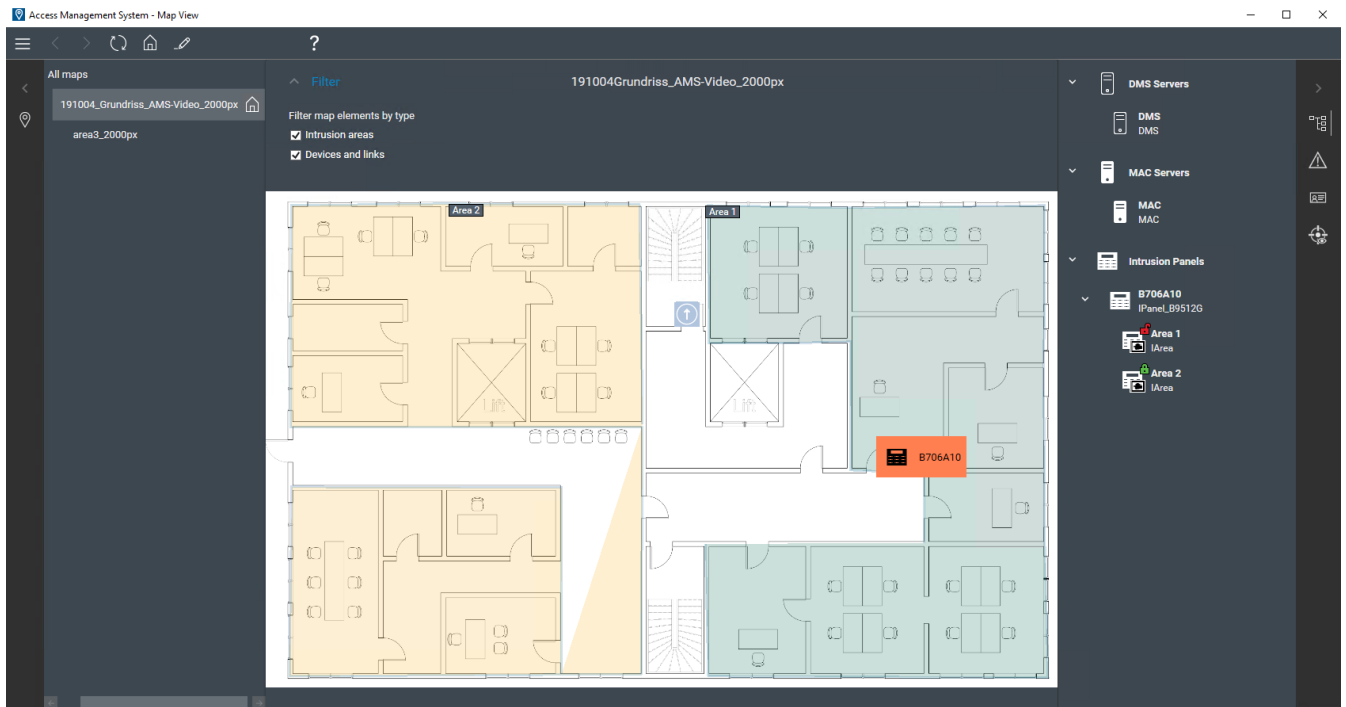 Access Management System - Map View
?
All maps
191004_Grundriss_AMS-Video_2000px
area3_2000px
Filter
191004Grundriss_AMS-Video_2000px
Filter map elements by type
Intrusion areas
Devices and links
Area 2
Area 1
Lift
Lift
B706A10
DMS Servers
DMS
DMS
MAC Servers
MAC
MAC
Intrusion Panels
B706A10
IPanel_B9512G
Area 1
IArea
Area 2
IArea